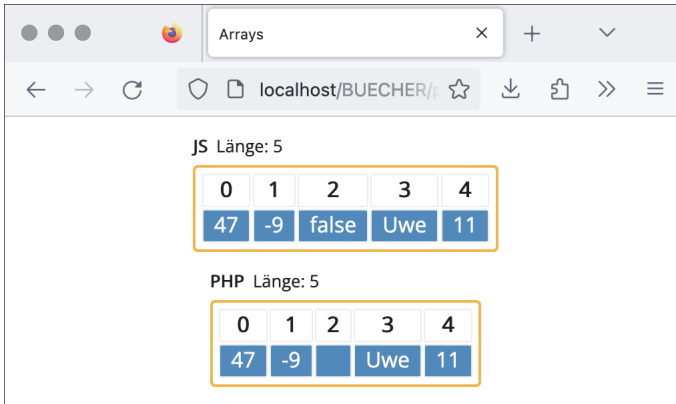 Arrays
localhost/BUECHER/
JS Länge: 5
0 1 2 3 4
47 -9 false Uwe 11
PHP Länge: 5
0 1 2 3 4
47 -9 Uwe 11